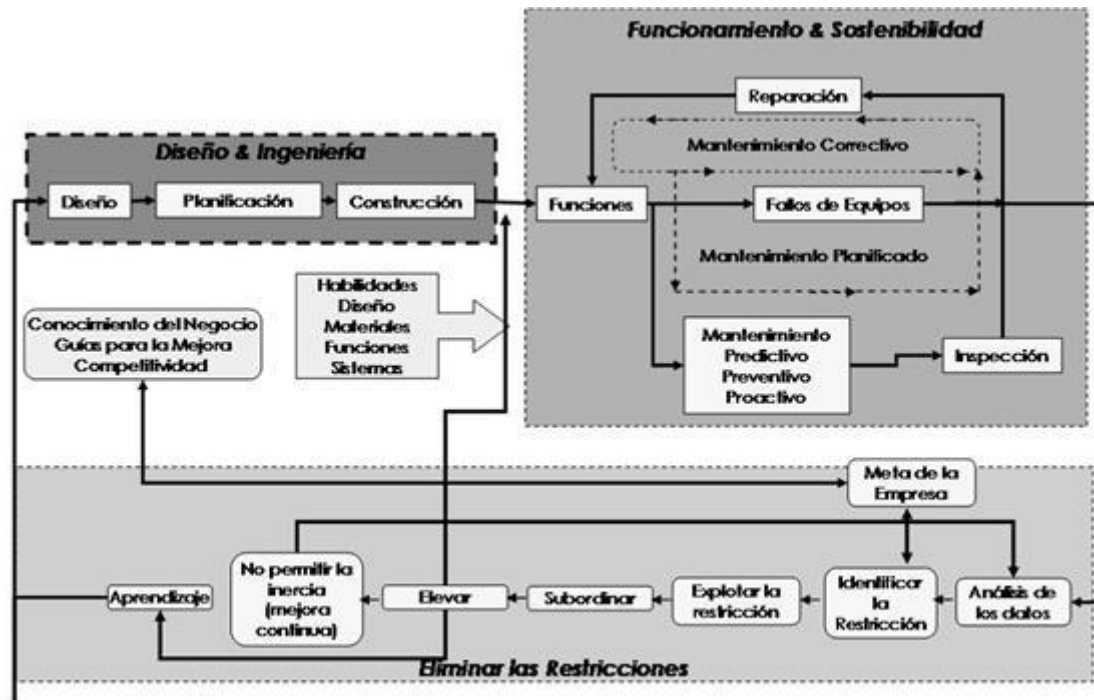 Funcionamiento & Sostenibilidad
Reparación
Mantenimiento Correctivo
Diseño & Ingeniería
Diseño
Planificación
Construcción
Funciones
Fallos de Equipos
Mantenimiento Planificado
Habilidades
Diseño
Materiales
Funciones
Sistemas
Conocimiento del Negocio
Guías para la Mejora
Competitividad
Mantenimiento
Predictivo
Preventivo
Proactivo
Inspección
Meta de la
Empresa
No permitir la
inercia
(mejora
continua)
Aprendizaje
Elevar
Subordinar
Explotar la
restricción
Identificar
la
Restricción
Análisis de
los datos
Eliminar las Restricciones